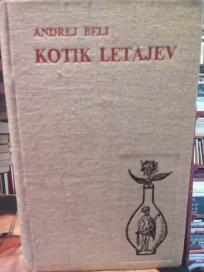 ANDREJ BELI
KOTIK LETAJEV